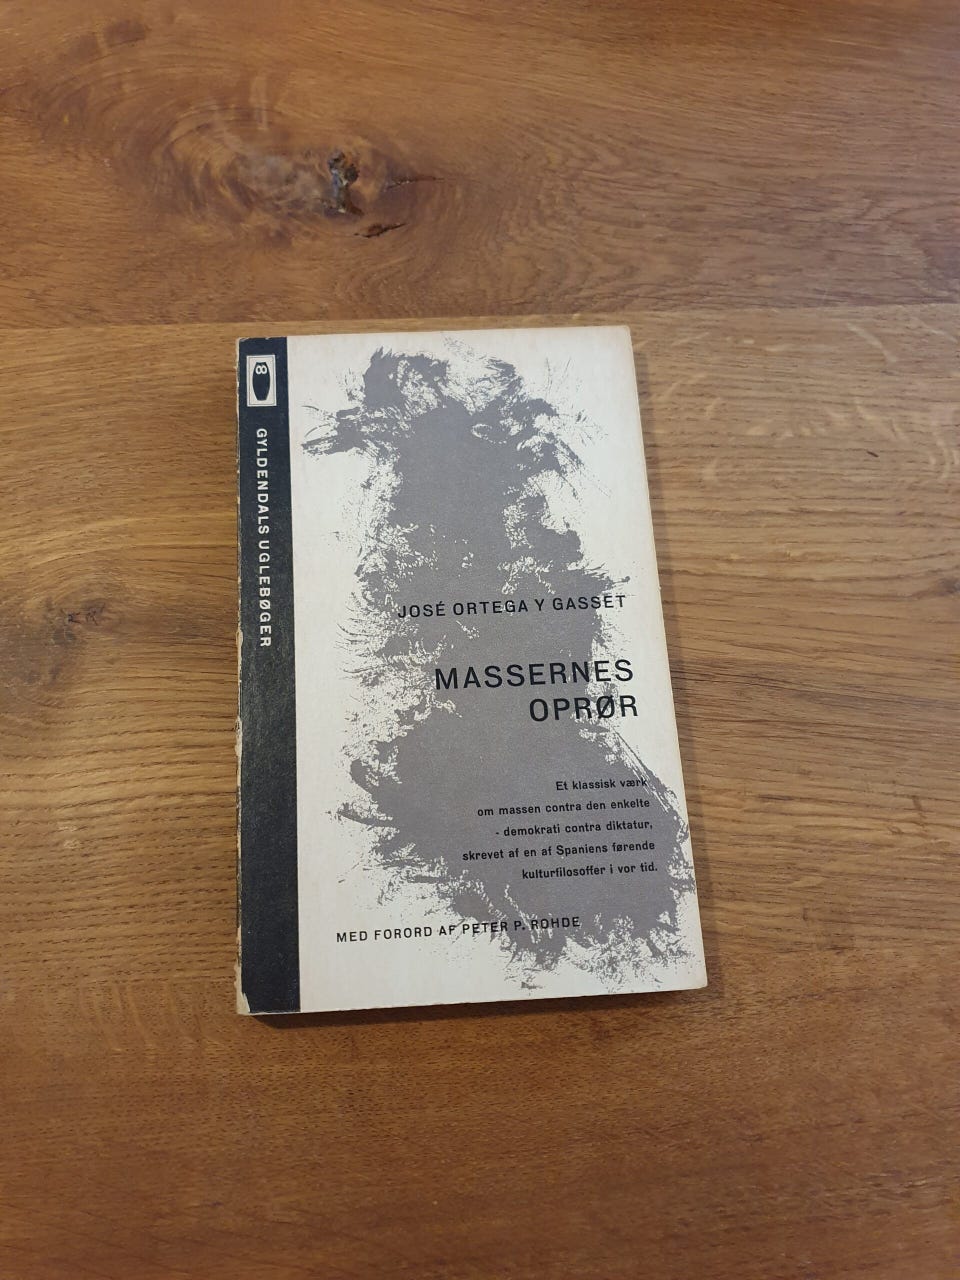 GYLDENDALS UGLEBØGER
JOSÉ ORTEGA Y GASSET
MASSERNES
OPRØR
Et klassisk værk
om massen contra den enkelte
- demokrati contra diktatur,
skrevet af en af Spaniens førende
kulturfilosoffer i vor tid.
MED FORORD AF PETER P. ROHDE